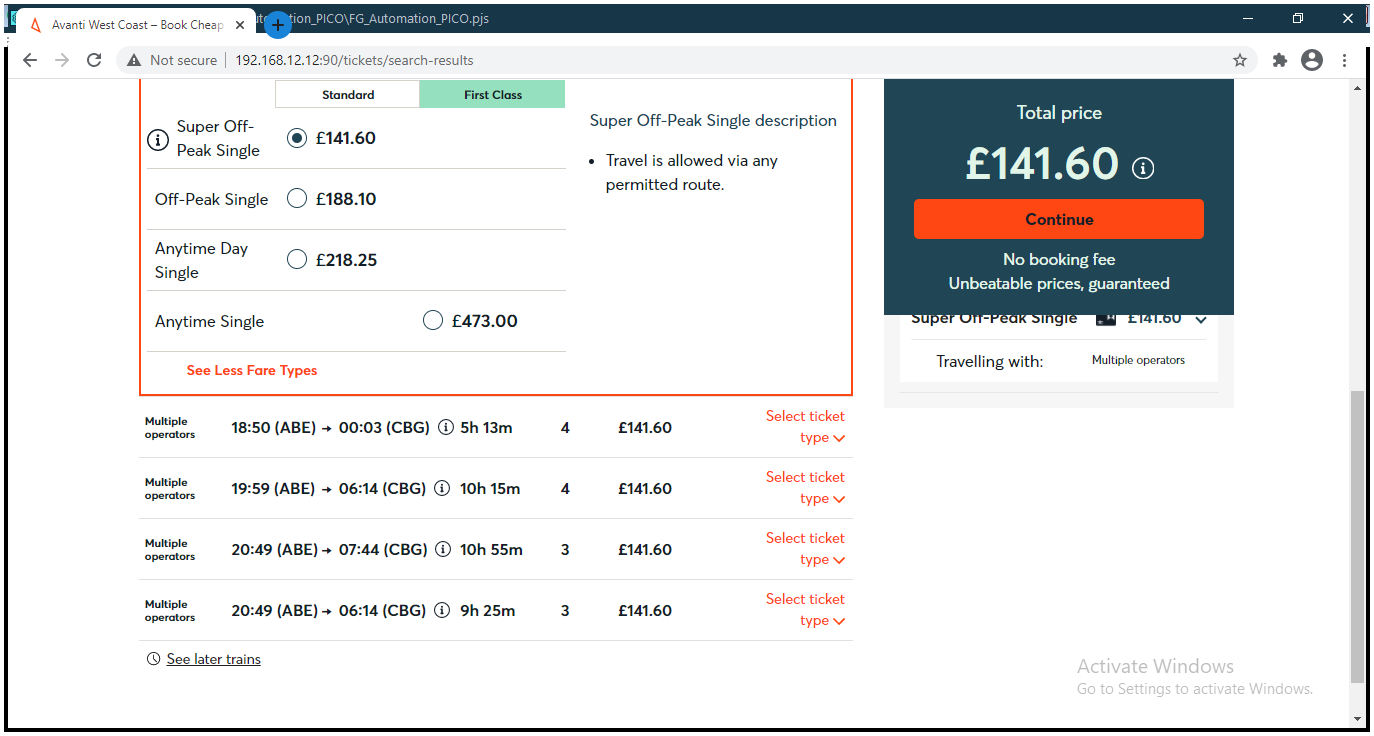 Avanti West Coast – Book Cheap
utomation_PICO\FG_Automation_PICO.pjs
Not secure
192.168.12.12:90/tickets/search-results
Standard
First Class
Super Off-
Peak Single
£141.60
Off-Peak Single
£188.10
Anytime Day
Single
£218.25
Anytime Single
£473.00
See Less Fare Types
Super Off-Peak Single description
• Travel is allowed via any
permitted route.
Total price
£141.60
Continue
No booking fee
Unbeatable prices, guaranteed
Super Off-Peak Single £141.60
Travelling with: Multiple operators
Multiple
operators
18:50 (ABE) → 00:03 (CBG) 5h 13m 4 £141.60
Select ticket
type
Multiple
operators
19:59 (ABE) → 06:14 (CBG) 10h 15m 4 £141.60
Select ticket
type
Multiple
operators
20:49 (ABE) → 07:44 (CBG) 10h 55m 3 £141.60
Select ticket
type
Multiple
operators
20:49 (ABE) → 06:14 (CBG) 9h 25m 3 £141.60
Select ticket
type
See later trains
Activate Windows
Go to Settings to activate Windows.